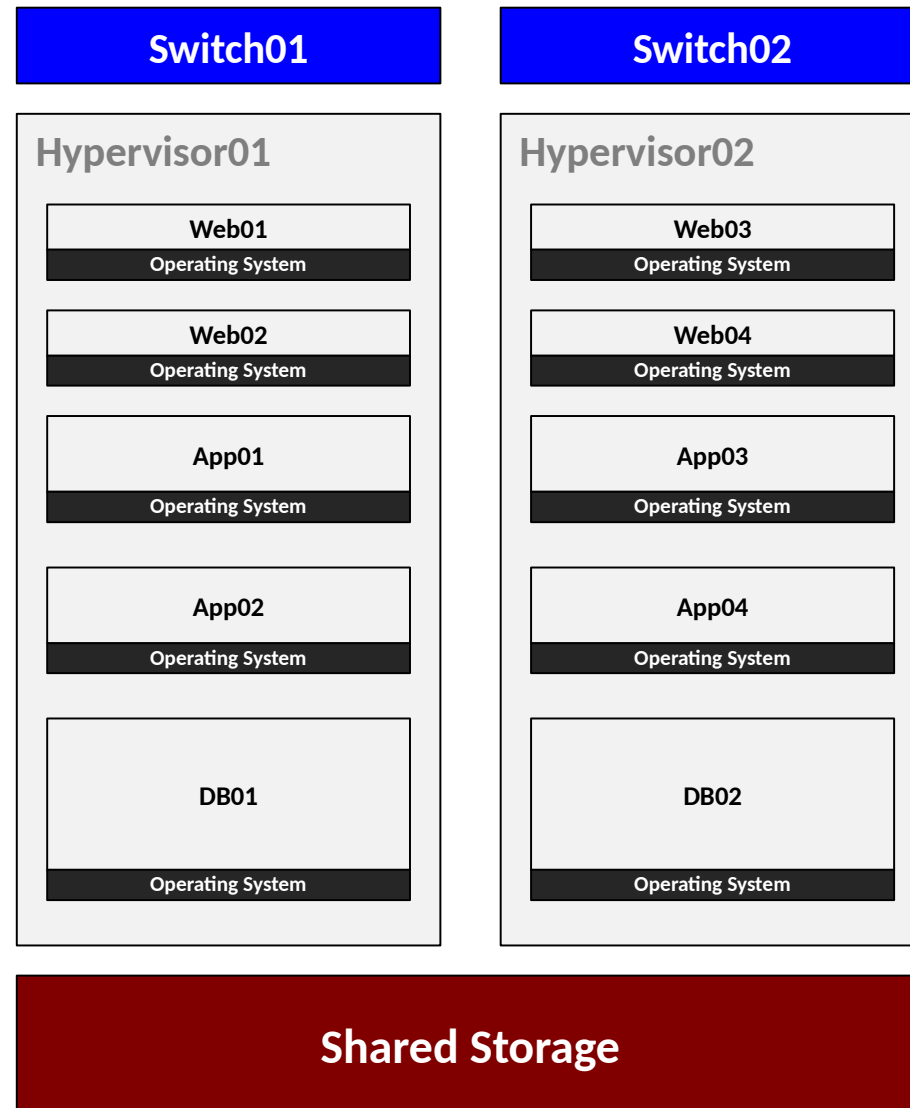 Switch01
Switch02
Hypervisor01
Web01
Operating System
Web02
Operating System
App01
Operating System
App02
Operating System
DB01
Operating System
Hypervisor02
Web03
Operating System
Web04
Operating System
App03
Operating System
App04
Operating System
DB02
Operating System
Shared Storage